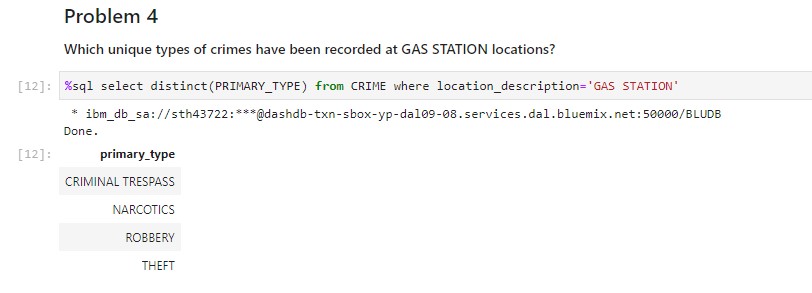 Problem 4
Which unique types of crimes have been recorded at GAS STATION locations?
[12]: %sql select distinct(PRIMARY_TYPE) from CRIME where location_description='GAS STATION'
* ibm_db_sa://sth43722:***@dashdb-txn-sbox-yp-dal09-08.services.dal.bluemix.net:50000/BLUDB
Done.
[12]: primary_type
CRIMINAL TRESPASS
NARCOTICS
ROBBERY
THEFT